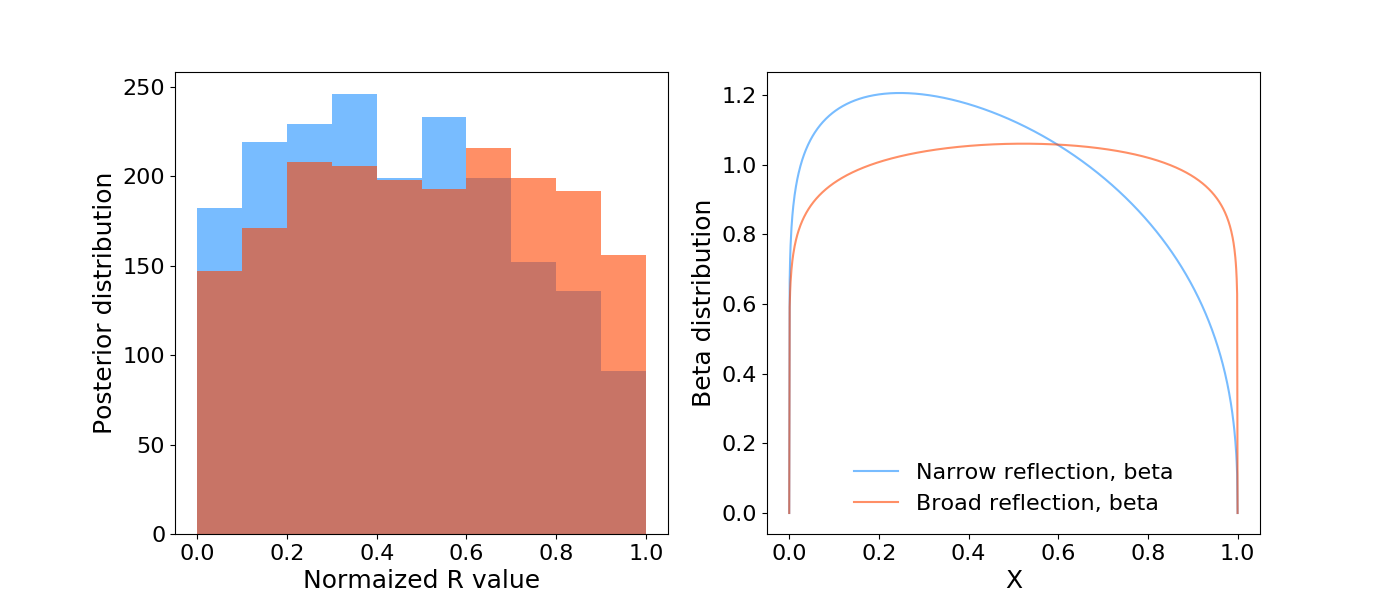 Posterior distribution
250
200
150
100
50
0
0.0 0.2 0.4 0.6 0.8 1.0
Normaized R value
Beta distribution
1.2
1.0
0.8
0.6
0.4
0.2
0.0
Narrow reflection, beta
Broad reflection, beta
0.0 0.2 0.4 0.6 0.8 1.0
X